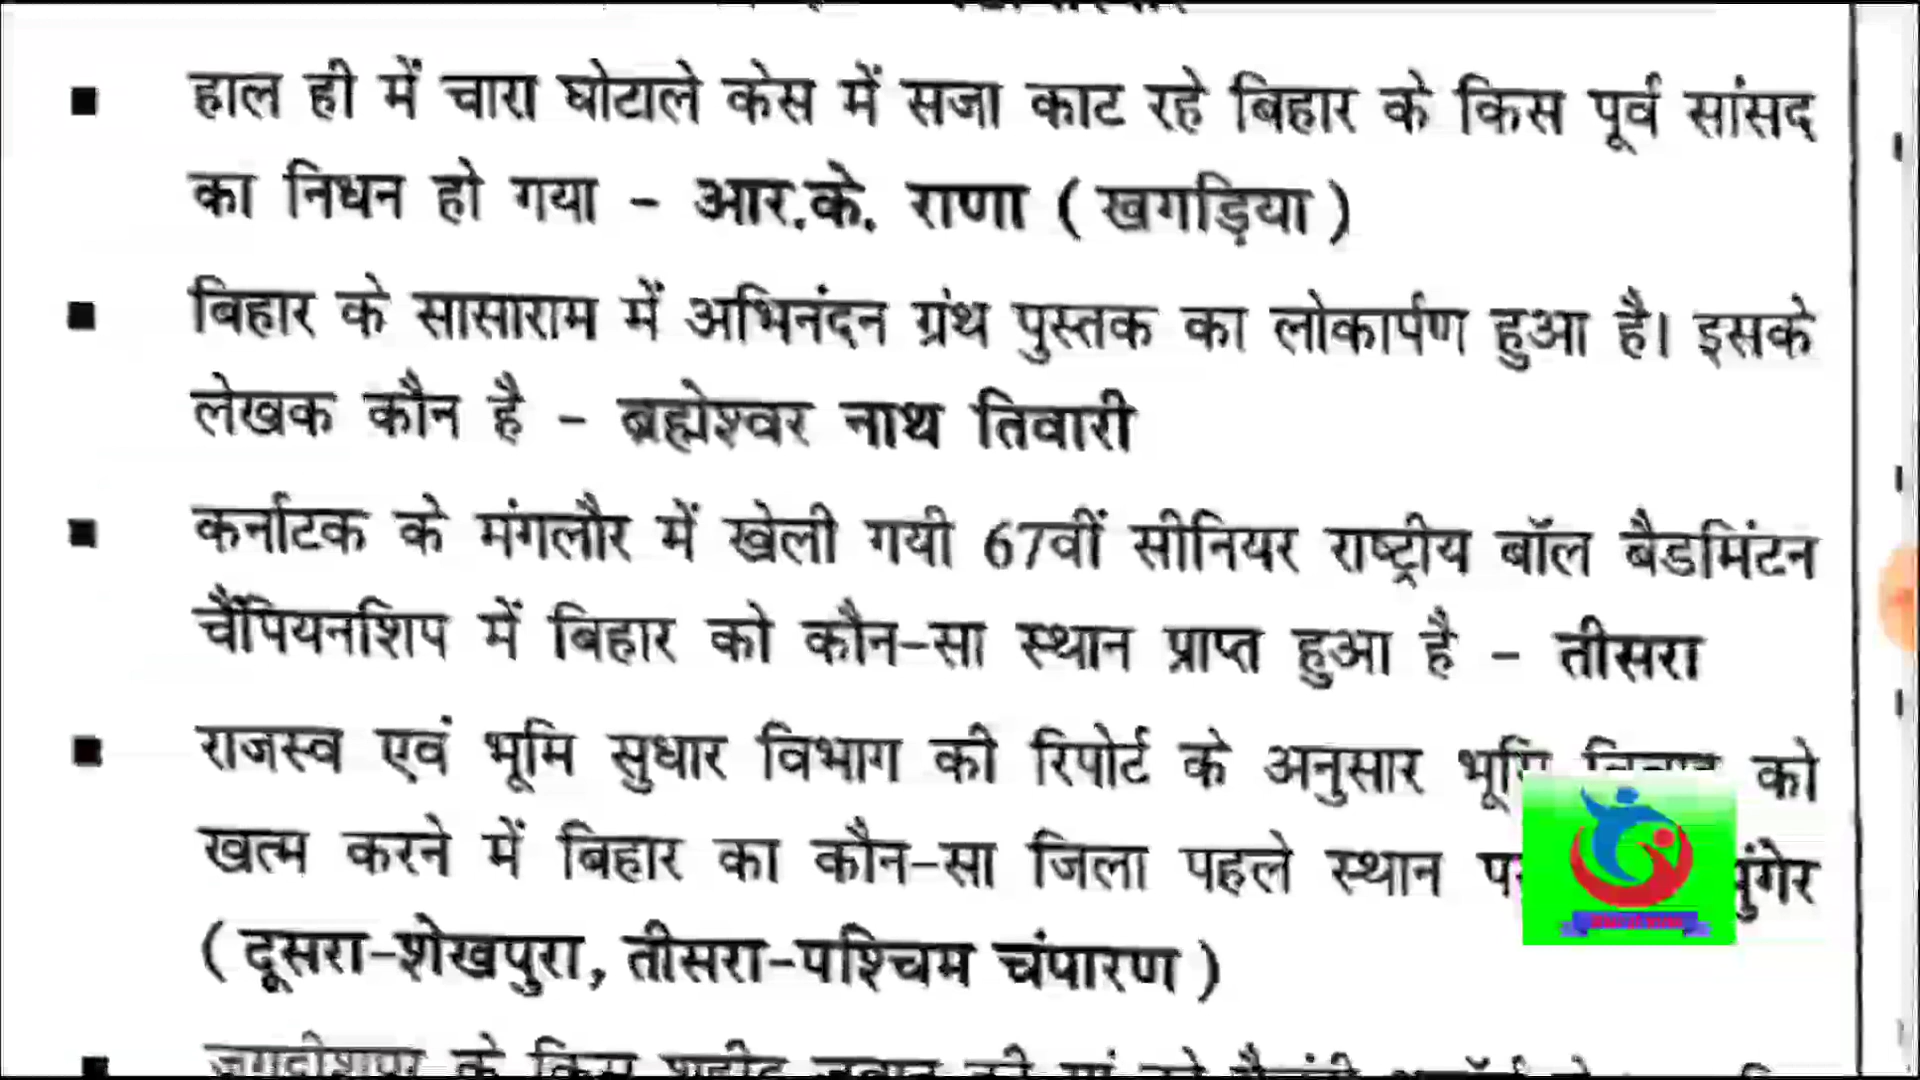 हाल ही में चारा घोटाले केस में सजा काट रहे बिहार के किस पूर्व सांसद
का निधन हो गया - आर.के. राणा ( खगड़िया )
बिहार के सासाराम में अभिनंदन ग्रंथ पुस्तक का लोकार्पण हुआ है। इसके
लेखक कौन है - ब्रह्मेश्वर नाथ तिवारी
कर्नाटक के मंगलौर में खेली गयी 67वीं सीनियर राष्ट्रीय बॉल बैडमिंटन
चैंपियनशिप में बिहार को कौन-सा स्थान प्राप्त हुआ है - तीसरा
राजस्व एवं भूमि सुधार विभाग की रिपोर्ट के अनुसार को
खत्म करने में बिहार का कौन-सा जिला पहले स्थान
( दूसरा-शेखपुरा, तीसरा-पश्चिम चंपारण )